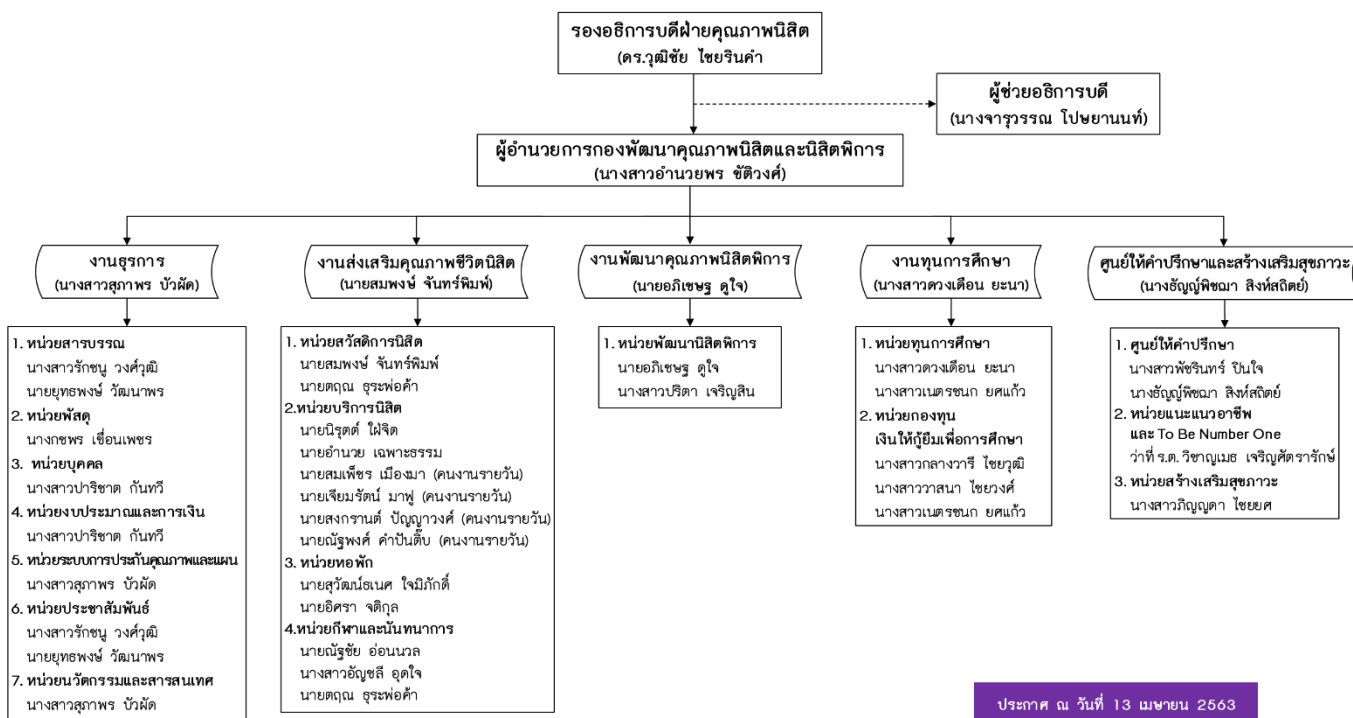 รองอธิการบดีฝ่ายคุณภาพนิสิต
(ดร.วุฒิชัย ไชยรินคำ)
ผู้ช่วยอธิการบดี
(นางจารุวรรณ โปษยานนท์)
ผู้อำนวยการกองพัฒนาคุณภาพนิสิตและนิสิตพิการ
(นางสาวอำนวยพร ขัติวงศ์)
งานธุรการ
(นางสาวสุภาพร บัวผัด)
1. หน่วยสารบรรณ
นางสาวรักชนู วงศ์วุฒิ
นายยุทธพงษ์ วัฒนาพร
2. หน่วยพัสดุ
นางกชพร เขื่อนเพชร
3. หน่วยบุคคล
นางสาวปาริชาต กันทวี
4. หน่วยงบประมาณและการเงิน
นางสาวปาริชาต กันทวี
5. หน่วยระบบการประกันคุณภาพและแผน
นางสาวสุภาพร บัวผัด
6. หน่วยประชาสัมพันธ์
นางสาวรักชนู วงศ์วุฒิ
นายยุทธพงษ์ วัฒนาพร
7. หน่วยนวัตกรรมและสารสนเทศ
นางสาวสุภาพร บัวผัด
งานส่งเสริมคุณภาพชีวิตนิสิต
(นายสมพงษ์ จันทร์พิมพ์)
1. หน่วยสวัสดิการนิสิต
นายสมพงษ์ จันทร์พิมพ์
นายตฤณ ธุระพ่อค้า
2.หน่วยบริการนิสิต
นายนิรุตต์ ใฝ่จิต
นายอำนวย เฉพาะธรรม
นายสมเพ็ชร เมืองมา (คนงานรายวัน)
นายเจียมรัตน์ มาฟู (คนงานรายวัน)
นายสงกรานต์ ปัญญาวงศ์ (คนงานรายวัน)
นายณัฐพงศ์ คำปันติ๊บ (คนงานรายวัน)
3. หน่วยหอพัก
นายสุวัฒน์ธเนศ ใจมิภักดิ์
นายอิศรา จติกุล
4.หน่วยกีฬาและนันทนาการ
นายณัฐชัย อ่อนนวล
นางสาวอัญชลี อุดใจ
นายตฤณ ธุระพ่อค้า
งานพัฒนาคุณภาพนิสิตพิการ
(นายอภิเชษฐ ดูใจ)
1. หน่วยพัฒนานิสิตพิการ
นายอภิเชษฐ ดูใจ
นางสาวปริตา เจริญสิน
งานทุนการศึกษา
(นางสาวดวงเดือน ยะนา)
1. หน่วยทุนการศึกษา
นางสาวดวงเดือน ยะนา
นางสาวเนตรชนก ยศแก้ว
2. หน่วยกองทุน
เงินให้กู้ยืมเพื่อการศึกษา
นางสาวกลางวารี ไชยวุฒิ
นางสาววาสนา ไชยวงศ์
นางสาวเนตรชนก ยศแก้ว
ศูนย์ให้คำปรึกษาและสร้างเสริมสุขภาวะ
(นางธัญญ์พิชฌา สิงห์สถิตย์)
1. ศูนย์ให้คำปรึกษา
นางสาวพัชรินทร์ ปินใจ
นางธัญญ์พิชฌา สิงห์สถิตย์
2. หน่วยแนะแนวอาชีพ
และ To Be Number One
ว่าที่ ร.ต. วิชาญเมธ เจริญศัตรารักษ์
3. หน่วยสร้างเสริมสุขภาวะ
นางสาวภิญญดา ไชยยศ
ประกาศ ณ วันที่ 13 เมษายน 2563